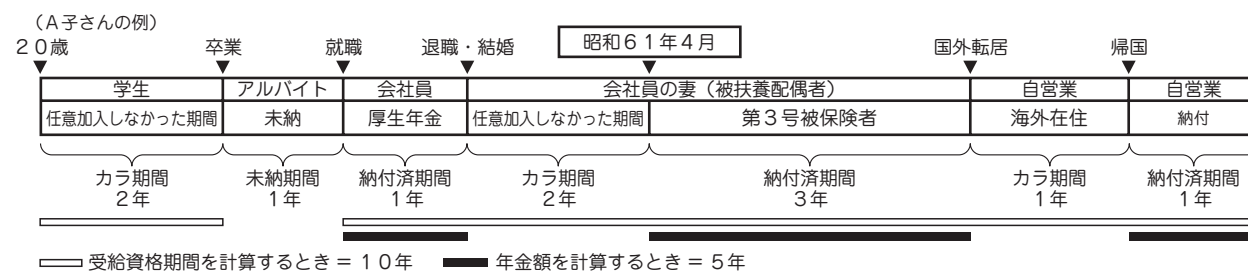 （A子さんの例）
20歳 卒業 就職 退職・結婚 昭和61年4月 国外転居 帰国
学生 アルバイト 会社員 会社員の妻（被扶養配偶者） 自営業 自営業
任意加入しなかった期間 未納 厚生年金 任意加入しなかった期間 第3号被保険者 海外在住 納付
カラ期間 未納期間 納付済期間 カラ期間 納付済期間 カラ期間 納付済期間
2年 1年 1年 2年 3年 1年 1年
受給資格期間を計算するとき＝10年 年金額を計算するとき＝5年